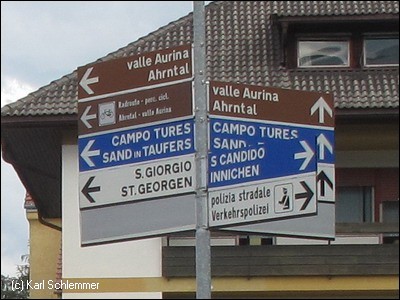 valle Aurina
Ahrntal
Radroute - perc. cicl.
Ahrntal - valle Aurina
CAMPO TURES
SAND IN TAUFERS
S. GIORGIO
ST. GEORGEN
valle Aurina
Ahrntal
CAMPO TURES
SAND
S CANDIDO
INNICHEN
polizia stradale
Verkehrspolizei
(c) Karl Schlemmer